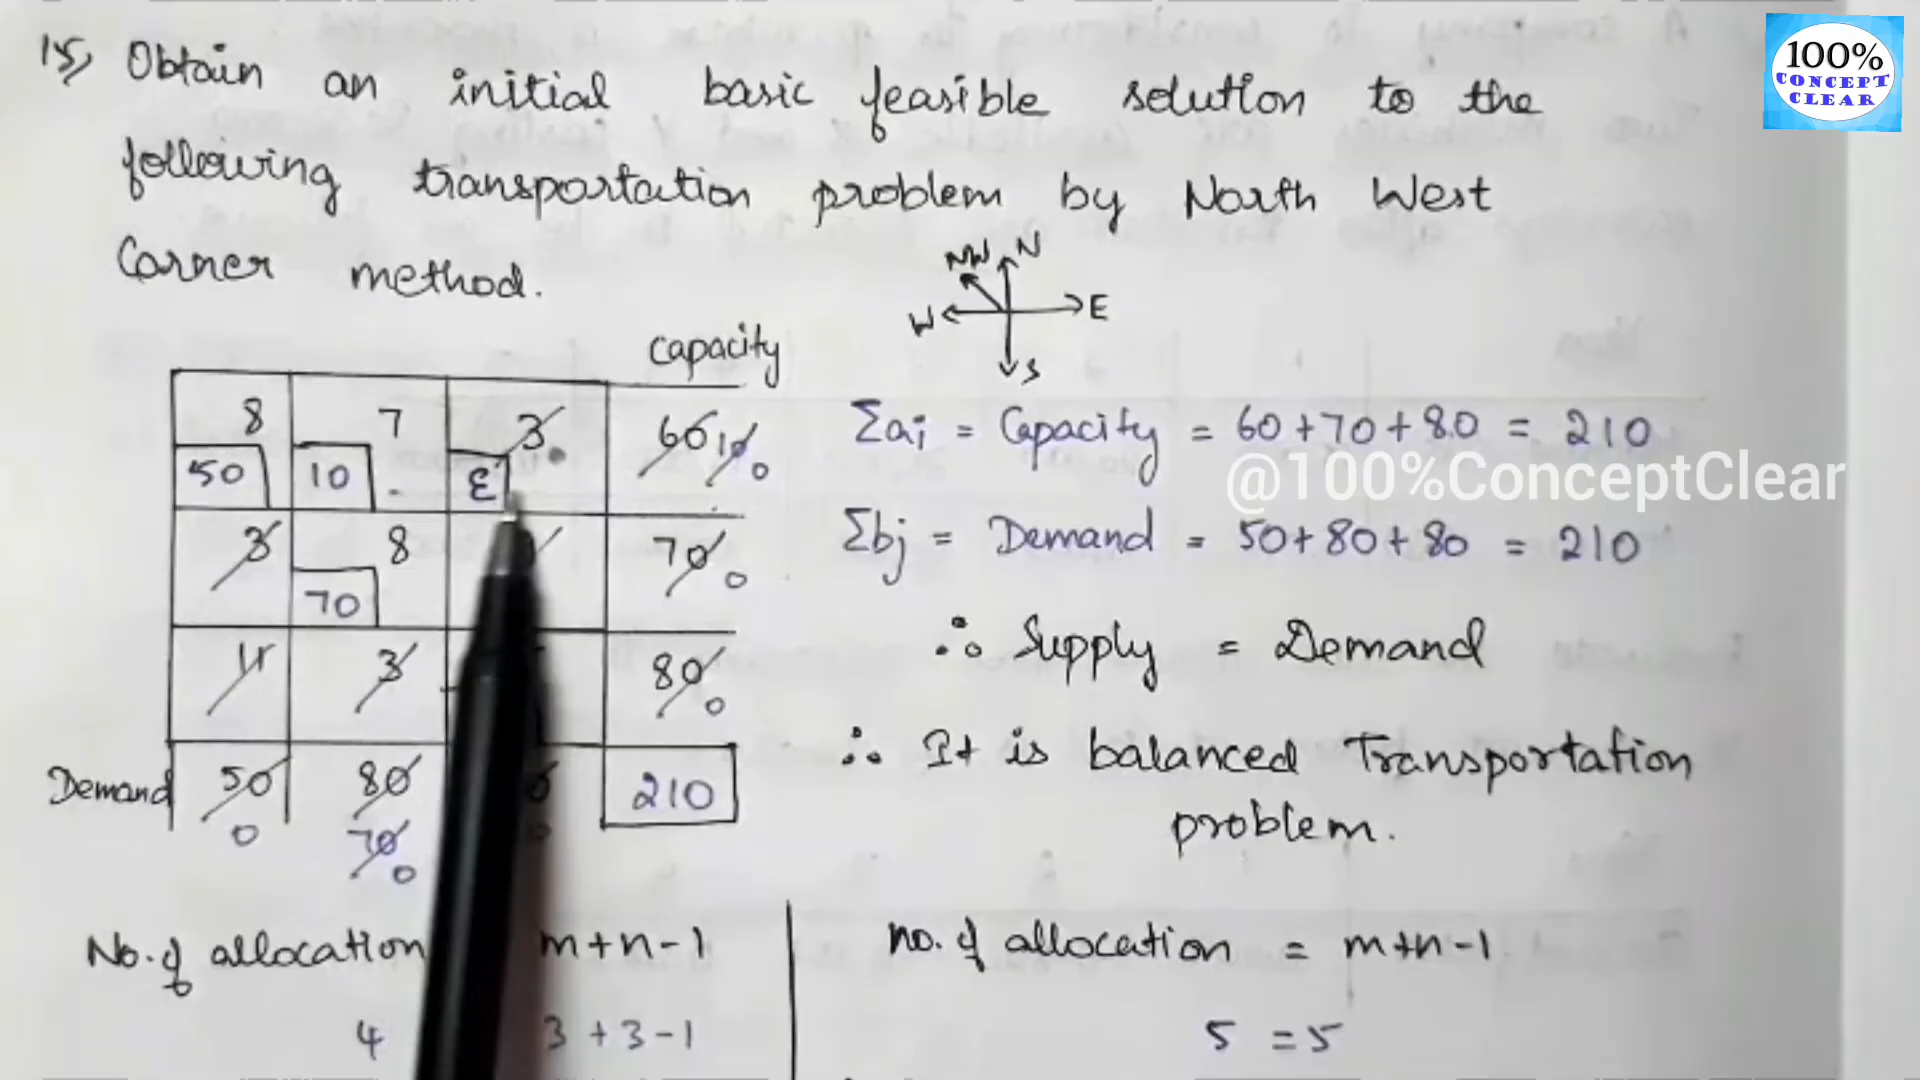 100%
CONCEPT
CLEAR
15, Obtain an initial basic feasible solution to the
following transportation problem by North West
Corner method.
NW N
W E
S
capacity
8 7 3 60 10 0
50 10 ε
3 8 70 0
70
11 3 80 0
Demand 50 80 210
0 70 0
0
Σai = Capacity = 60+70+80 = 210
@100%ConceptClear
Σbj = Demand = 50+80+80 = 210
∴ Supply = Demand
∴ It is balanced Transportation
problem.
No. of allocation m+n-1
4 3+3-1
no. of allocation = m+n-1
5 = 5